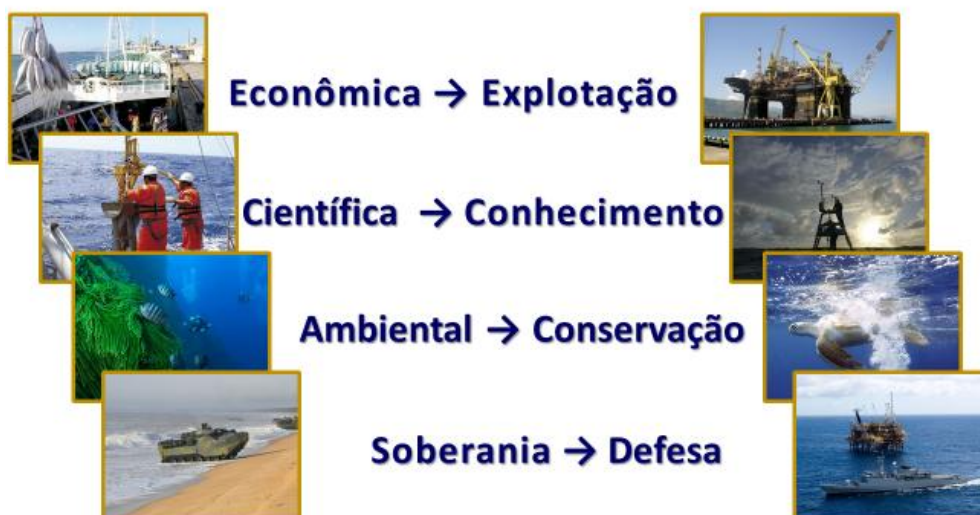 Econômica → Explotação
Científica → Conhecimento
Ambiental → Conservação
Soberania → Defesa